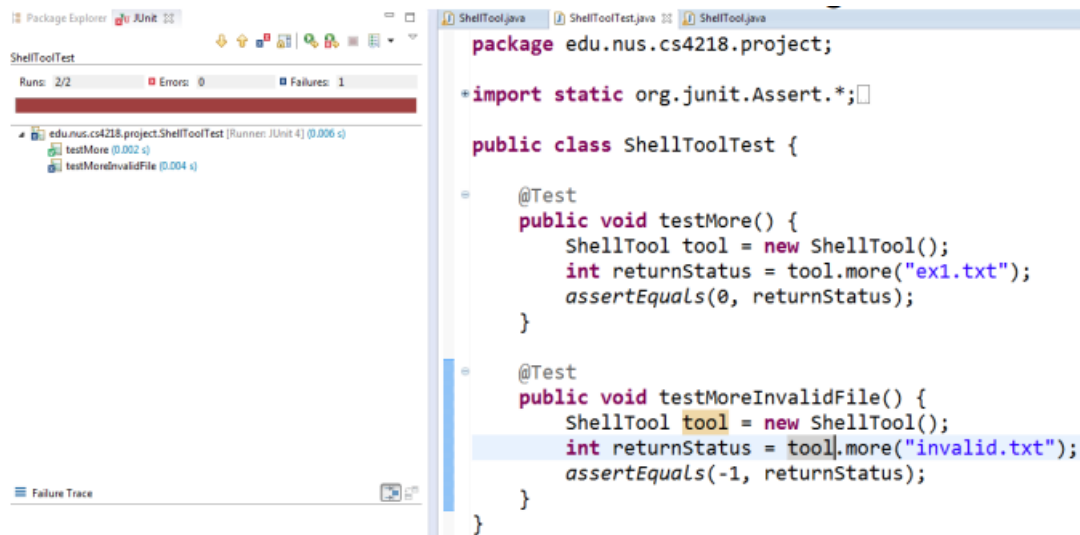 Package Explorer JUnit
ShellToolTest
Runs: 2/2 Errors: 0 Failures: 1
edu.nus.cs4218.project.ShellToolTest [Runner: JUnit 4] (0.006 s)
testMore (0.002 s)
testMoreInvalidFile (0.004 s)
Failure Trace
ShellTool.java ShellToolTest.java ShellTool.java
package edu.nus.cs4218.project;
import static org.junit.Assert.*;
public class ShellToolTest {
@Test
public void testMore() {
ShellTool tool = new ShellTool();
int returnStatus = tool.more("ex1.txt");
assertEquals(0, returnStatus);
}
@Test
public void testMoreInvalidFile() {
ShellTool tool = new ShellTool();
int returnStatus = tool.more("invalid.txt");
assertEquals(-1, returnStatus);
}
}